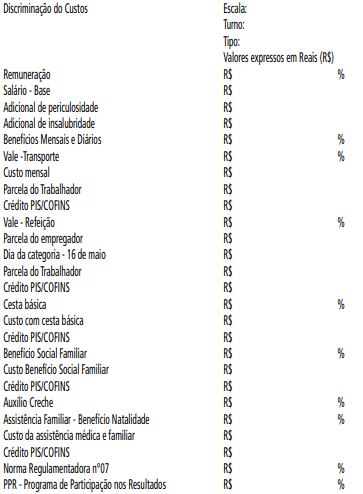 Discriminação do Custos Escala:
Turno:
Tipo:
Valores expressos em Reais (R$)
Remuneração R$ %
Salário - Base R$
Adicional de periculosidade R$
Adicional de insalubridade R$
Benefícios Mensais e Diários R$ %
Vale -Transporte R$ %
Custo mensal R$
Parcela do Trabalhador R$
Crédito PIS/COFINS R$
Vale - Refeição R$ %
Parcela do empregador R$
Dia da categoria - 16 de maio R$
Parcela do Trabalhador R$
Crédito PIS/COFINS R$
Cesta básica R$ %
Custo com cesta básica R$
Crédito PIS/COFINS R$
Benefício Social Familiar R$ %
Custo Benefício Social Familiar R$
Crédito PIS/COFINS R$
Auxílio Creche R$ %
Assistência Familiar - Benefício Natalidade R$ %
Custo da assistência médica e familiar R$
Crédito PIS/COFINS R$
Norma Regulamentadora nº07 R$ %
PPR - Programa de Participação nos Resultados R$ %